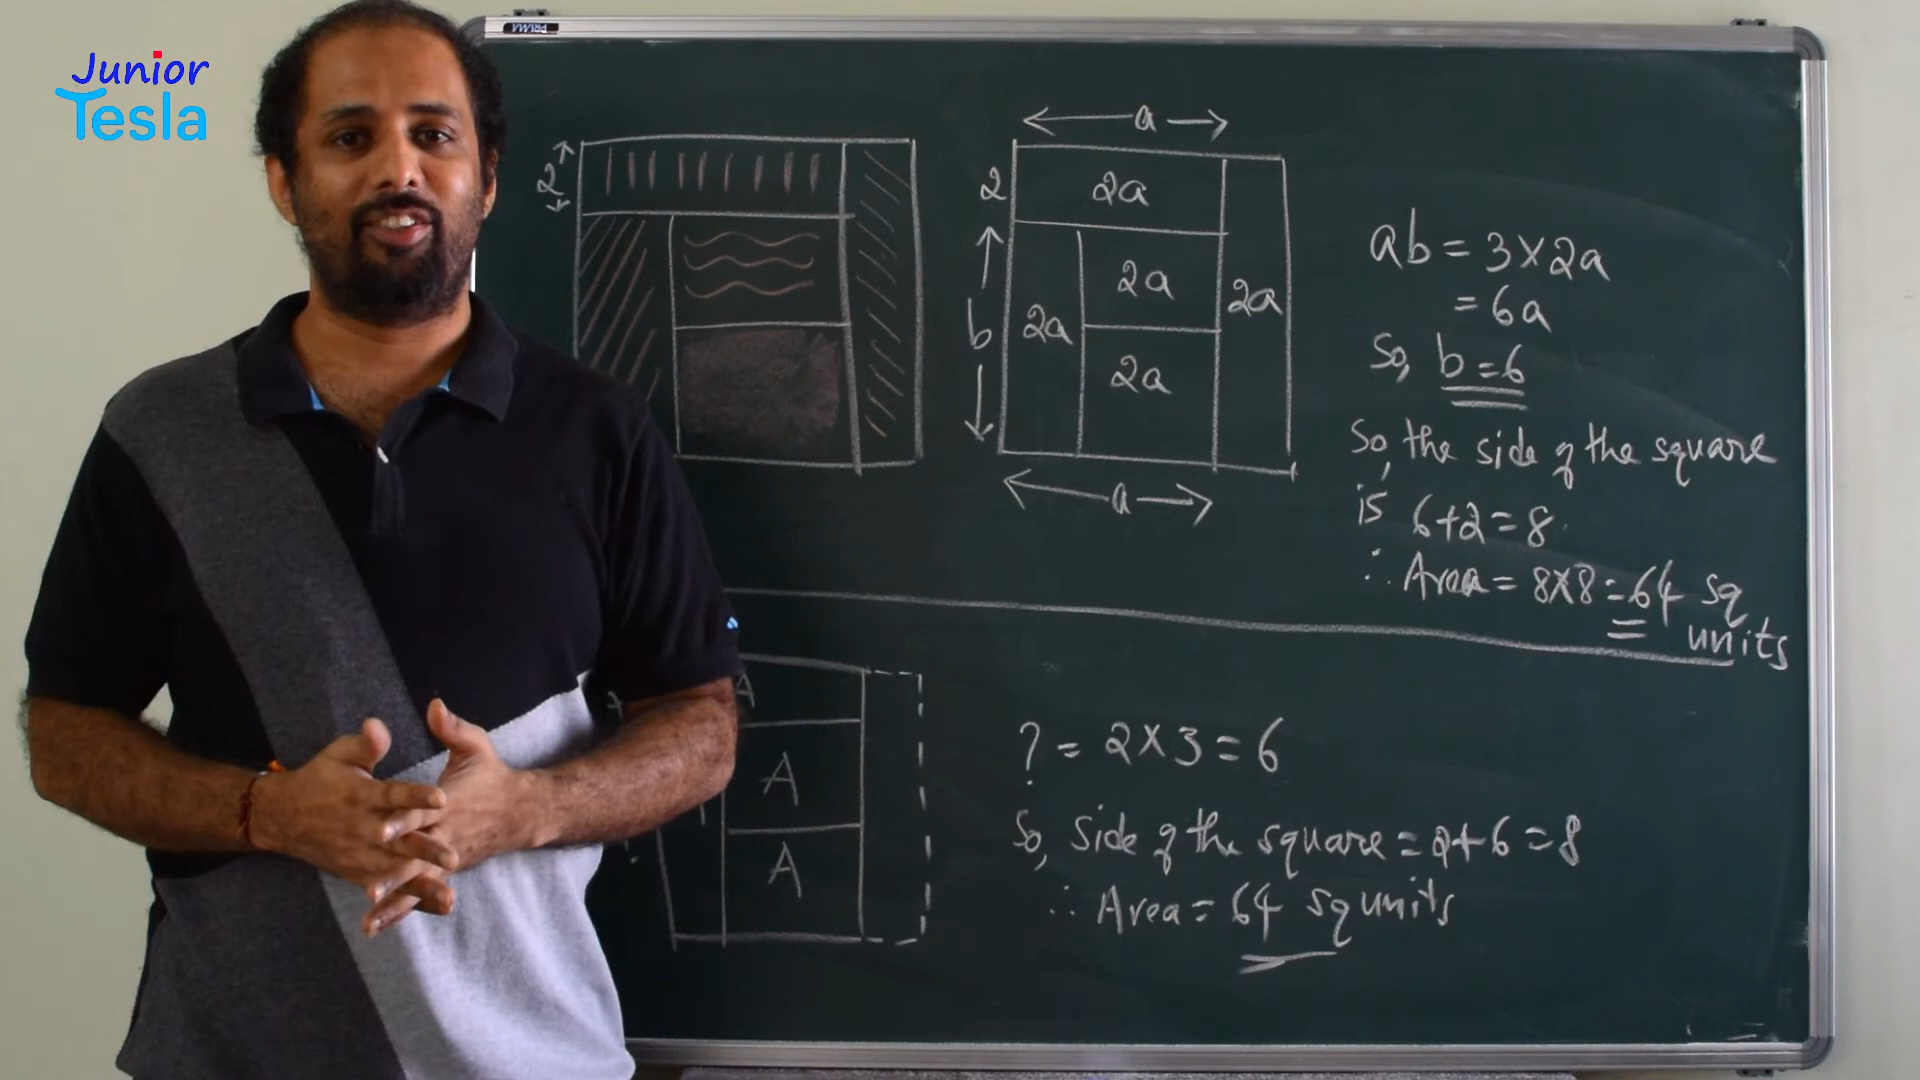 Junior
Tesla
PRIMA
2
a
2
2a
2a
2a
2a
b
2a
a
ab = 3×2a
= 6a
So, b = 6
So, the side of the square
is 6+2 = 8.
∴ Area = 8×8 = 64 sq
units
A
A
A
?
? = 2×3 = 6
So, side of the square = 2+6 = 8
∴ Area = 64 sq units